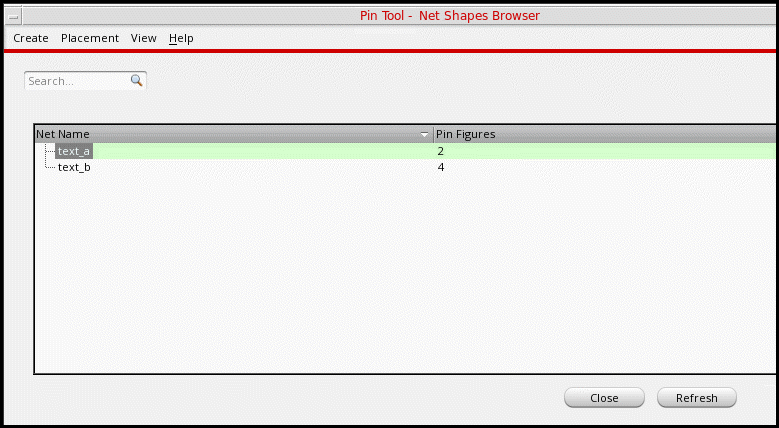 Pin Tool - Net Shapes Browser
Create Placement View Help
Search...
Net Name Pin Figures
text_a 2
text_b 4
Close Refresh